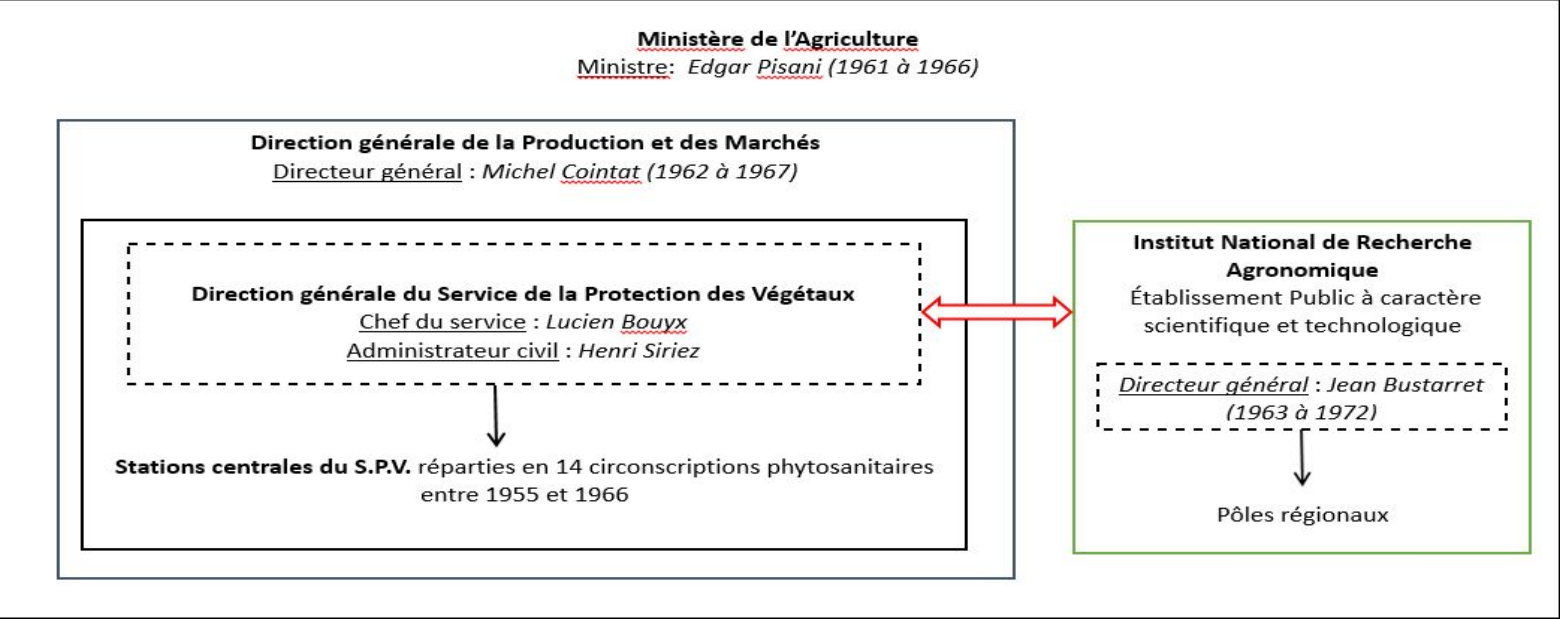 Ministère de l'Agriculture
Ministre: Edgar Pisani (1961 à 1966)
Direction générale de la Production et des Marchés
Directeur général : Michel Cointat (1962 à 1967)
Direction générale du Service de la Protection des Végétaux
Chef du service : Lucien Bouyx
Administrateur civil : Henri Siriez
Stations centrales du S.P.V. réparties en 14 circonscriptions phytosanitaires
entre 1955 et 1966
Institut National de Recherche
Agronomique
Établissement Public à caractère
scientifique et technologique
Directeur général : Jean Bustarret
(1963 à 1972)
Pôles régionaux